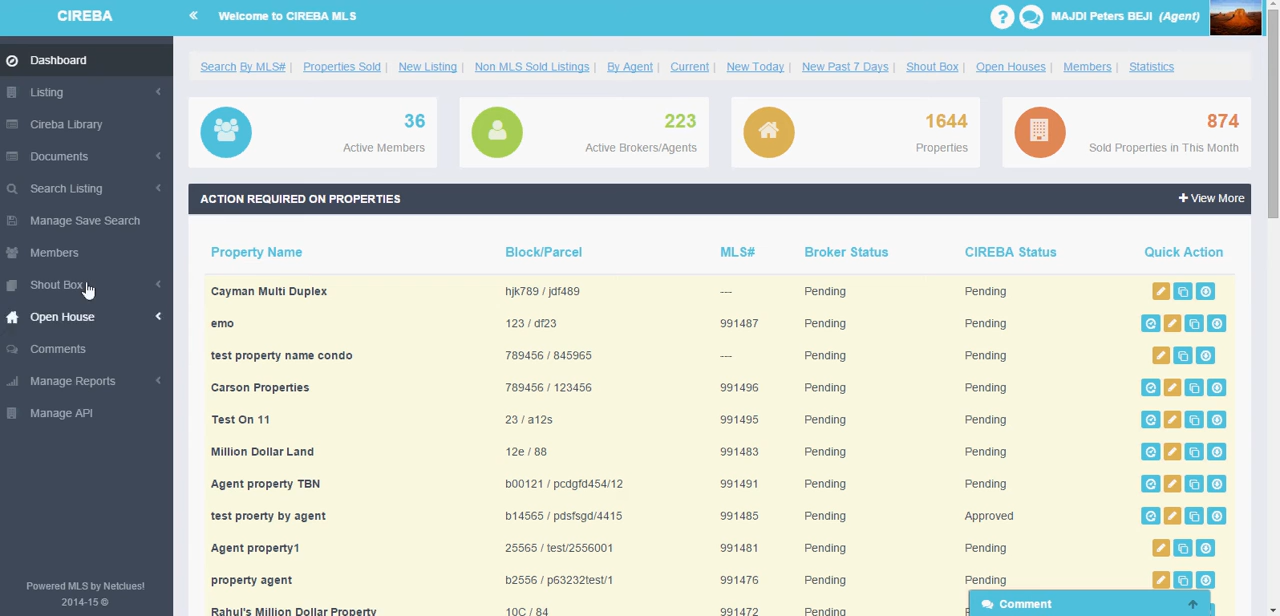 CIREBA
« Welcome to CIREBA MLS
? MAJDI Peters BEJI (Agent)
Dashboard
Listing
Cireba Library
Documents
Search Listing
Manage Save Search
Members
Shout Box
Open House
Comments
Manage Reports
Manage API
Powered MLS by Netclues!
2014-15 ©
Search By MLS# | Properties Sold | New Listing | Non MLS Sold Listings | By Agent | Current | New Today | New Past 7 Days | Shout Box | Open Houses | Members | Statistics
36
Active Members
223
Active Brokers/Agents
1644
Properties
874
Sold Properties in This Month
ACTION REQUIRED ON PROPERTIES + View More
Property Name Block/Parcel MLS# Broker Status CIREBA Status Quick Action
Cayman Multi Duplex hjk789 / jdf489 --- Pending Pending
emo 123 / df23 991487 Pending Pending
test property name condo 789456 / 845965 --- Pending Pending
Carson Properties 789456 / 123456 991496 Pending Pending
Test On 11 23 / a12s 991495 Pending Pending
Million Dollar Land 12e / 88 991483 Pending Pending
Agent property TBN b00121 / pcdgfd454/12 991491 Pending Pending
test proerty by agent b14565 / pdsfsgd/4415 991485 Pending Approved
Agent property1 25565 / test/2556001 991481 Pending Pending
property agent b2556 / p63232test/1 991476 Pending Pending
Rahul's Million Dollar Property 10C / 84 991472 Pending
Comment